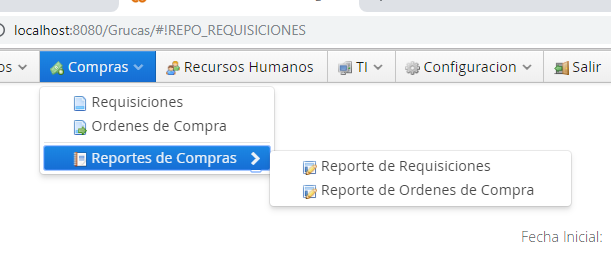 localhost:8080/Grucas/#!REPO_REQUISICIONES
os Compras Recursos Humanos TI Configuracion Salir
Requisiciones
Ordenes de Compra
Reportes de Compras
Reporte de Requisiciones
Reporte de Ordenes de Compra
Fecha Inicial: